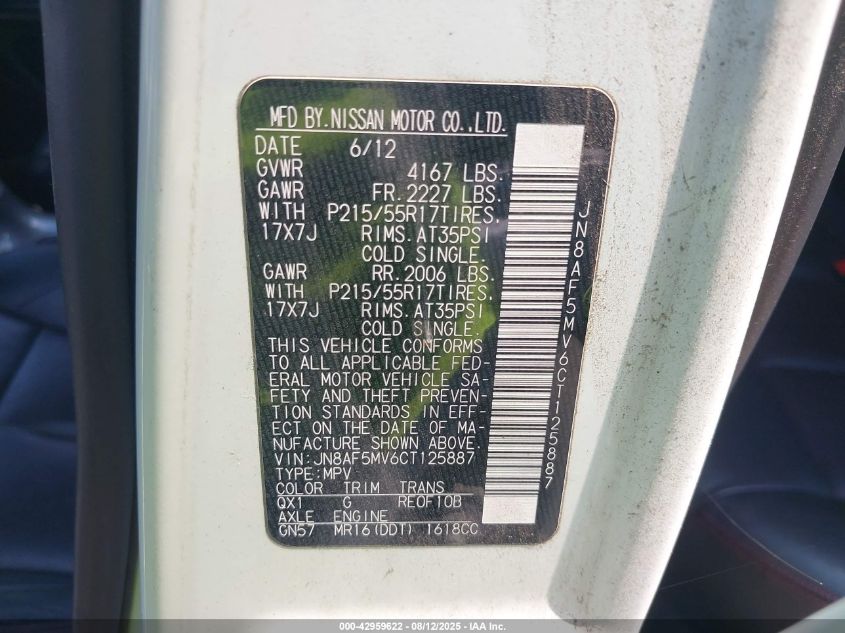 MFD BY.NISSAN MOTOR CO.,LTD.
DATE 6/12
GVWR 4167 LBS.
GAWR FR.2227 LBS.
WITH P215/55R17TIRES,
17X7J RIMS.AT35PSI
COLD SINGLE.
GAWR RR.2006 LBS.
WITH P215/55R17TIRES,
17X7J RIMS.AT35PSI
COLD SINGLE.
THIS VEHICLE CONFORMS
TO ALL APPLICABLE FED-
ERAL MOTOR VEHICLE SA-
FETY AND THEFT PREVEN-
TION STANDARDS IN EFF-
ECT ON THE DATE OF MA-
NUFACTURE SHOWN ABOVE.
VIN:JN8AF5MV6CT125887
TYPE:MPV
COLOR TRIM TRANS
QX1 G RE0F10B
AXLE ENGINE
GN57 MR16(DDT) 1618CC
JN8AF5MV6CT125887
000-42959622 - 08/12/2025 - IAA Inc.